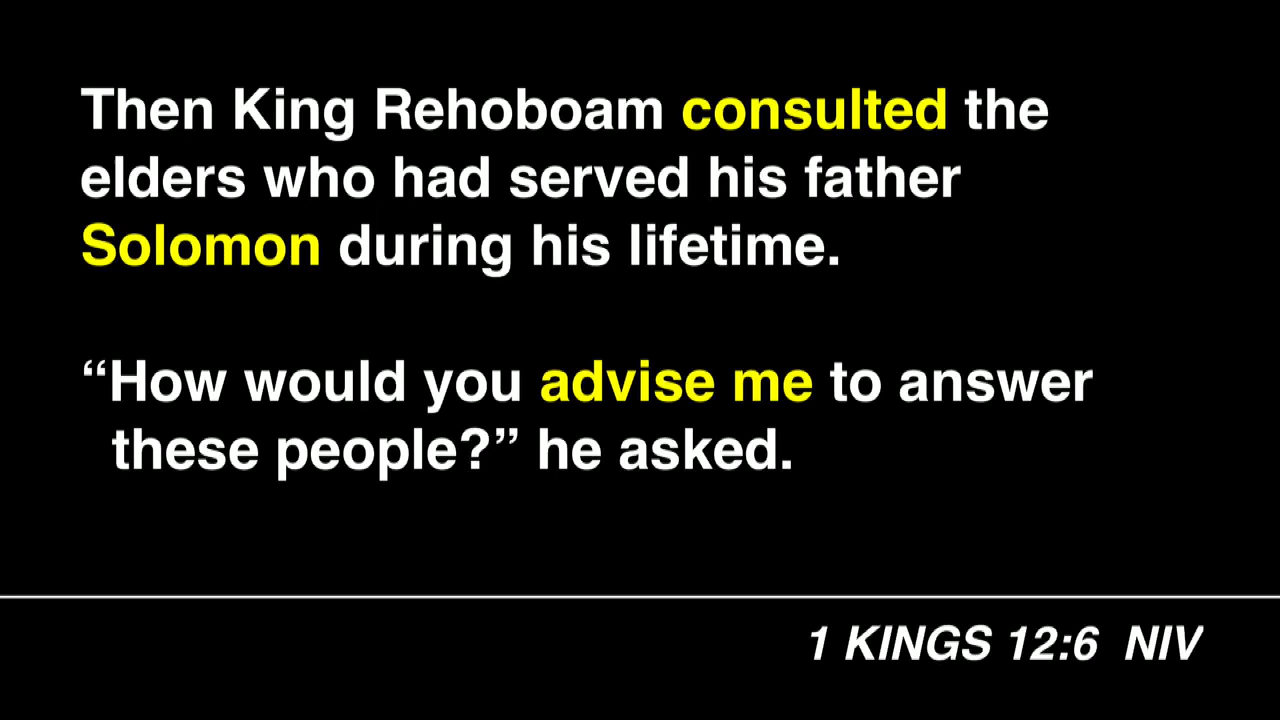 Then King Rehoboam consulted the
elders who had served his father
Solomon during his lifetime.
“How would you advise me to answer
these people?” he asked.
1 KINGS 12:6 NIV